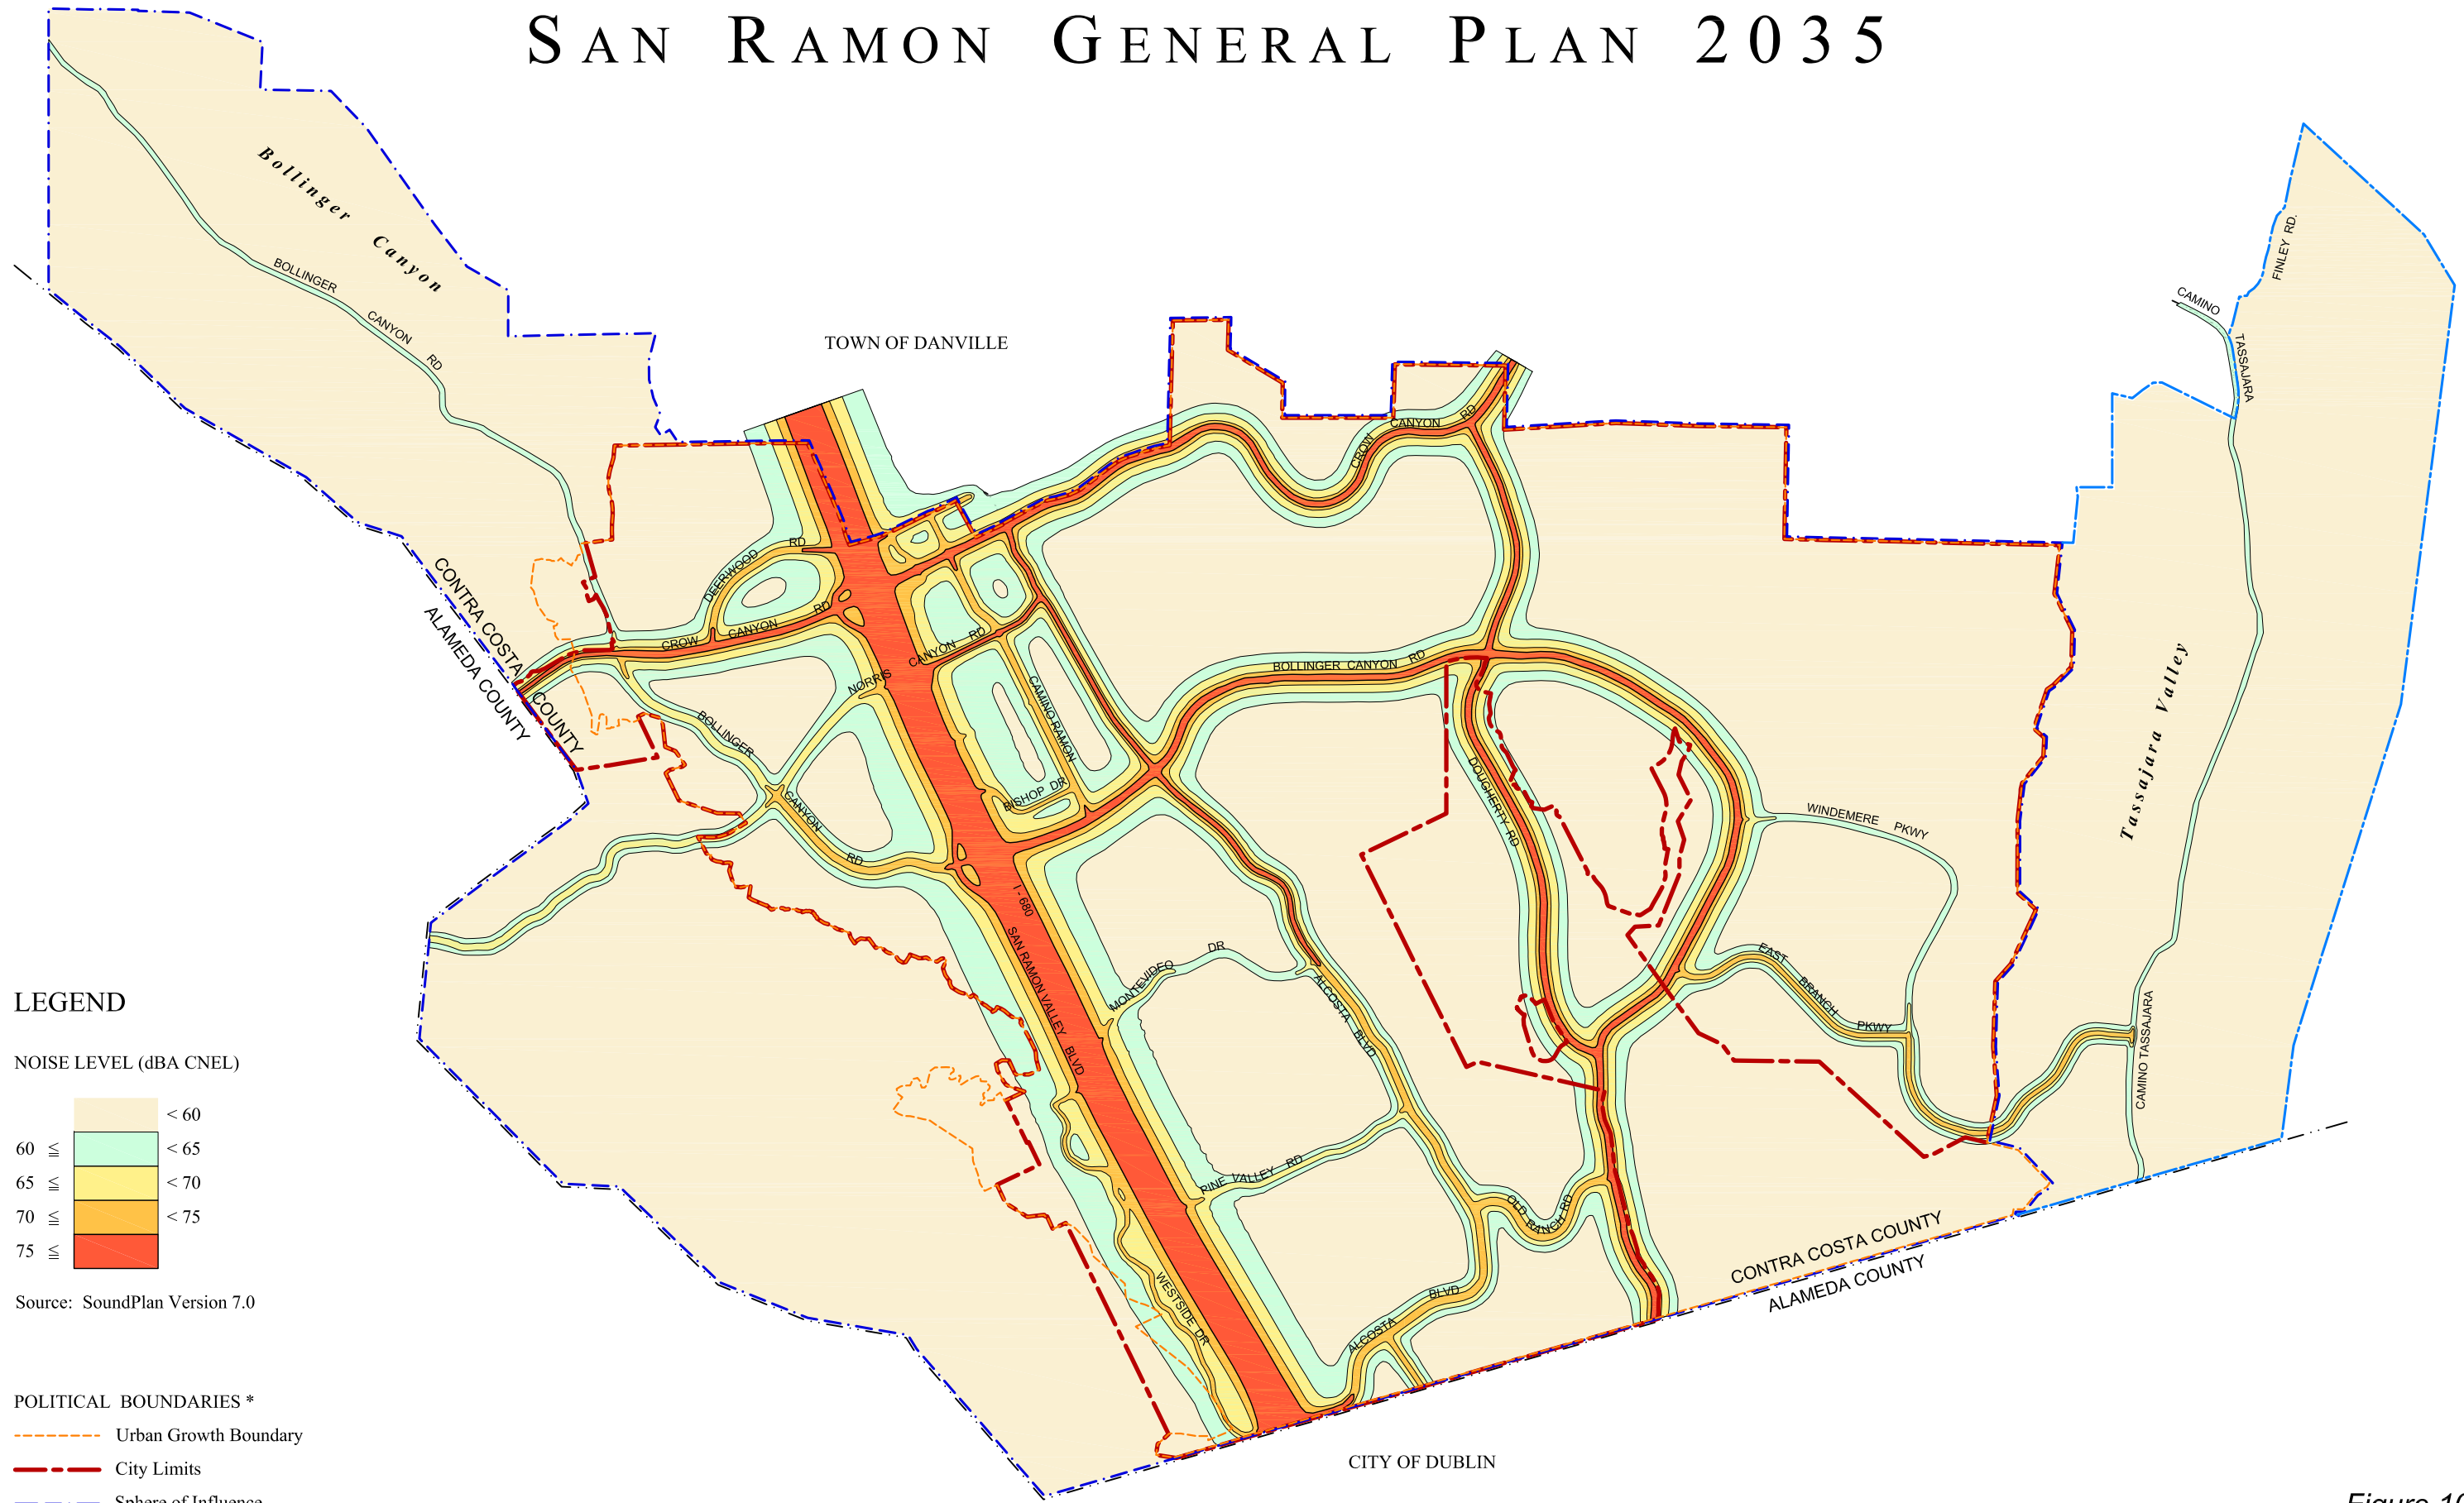 SAN RAMON GENERAL PLAN 2035
Bollinger Canyon
BOLLINGER
CANYON
RD
TOWN OF DANVILLE
CAMINO
FINLEY RD.
TASSAJARA
CROW
CANYON
RD
DEERWOOD
RD
CROW
CANYON
RD
CONTRA COSTA
COUNTY
ALAMEDA COUNTY
NORRIS
CANYON
RD
CAMINO RAMON
BISHOP DR
BOLLINGER
CANYON
RD
BOLLINGER CANYON
RD
DOUGHERTY RD
WINDEMERE
PKWY
Tassajara Valley
I - 680
SAN RAMON VALLEY
BLVD
MONTEVIDEO
DR
ALCOSTA
BLVD
EAST
BRANCH
PKWY
CAMINO TASSAJARA
PINE VALLEY
RD
OLD RANCH RD
WESTSIDE DR
ALCOSTA
BLVD
CONTRA COSTA COUNTY
ALAMEDA COUNTY
CITY OF DUBLIN
LEGEND
NOISE LEVEL (dBA CNEL)
< 60
60 ≦ < 65
65 ≦ < 70
70 ≦ < 75
75 ≦
Source: SoundPlan Version 7.0
POLITICAL BOUNDARIES *
Urban Growth Boundary
City Limits
Sphere of Influence